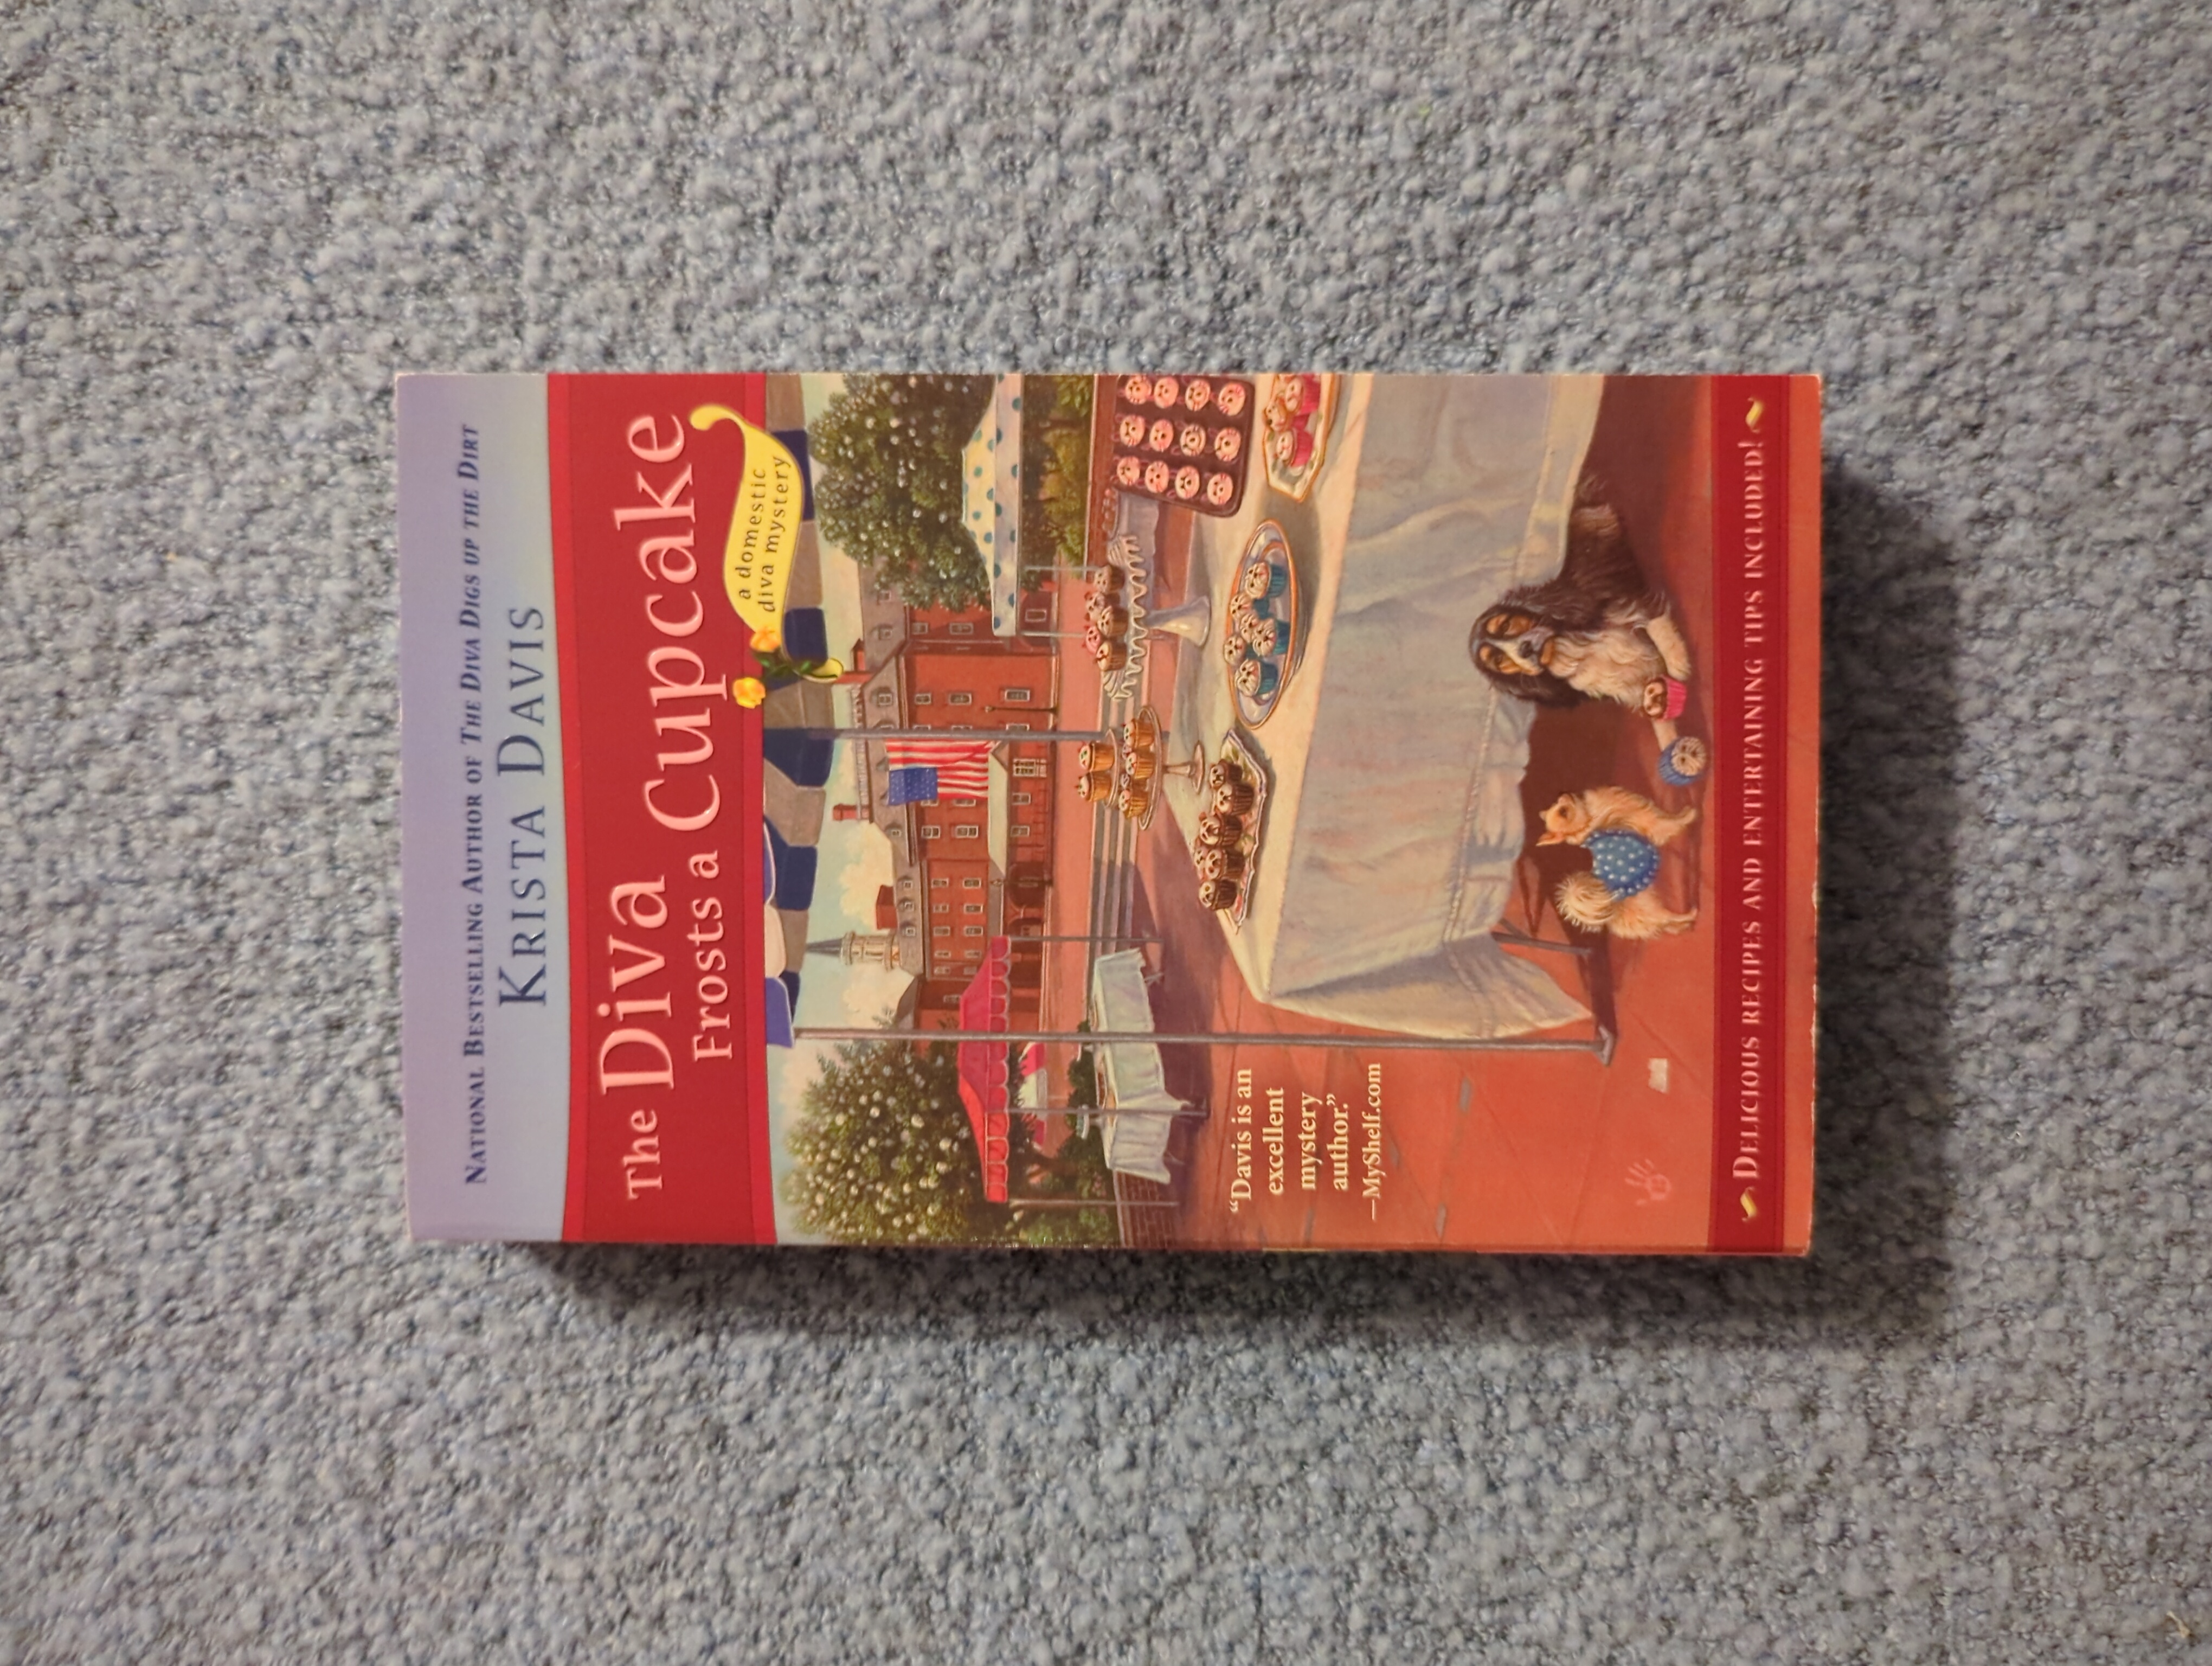 NATIONAL BESTSELLING AUTHOR OF THE DIVA DIGS UP THE DIRT
KRISTA DAVIS
The Diva
Frosts a Cupcake
a domestic
diva mystery
“Davis is an
excellent
mystery
author.”
—MyShelf.com
DELICIOUS RECIPES AND ENTERTAINING TIPS INCLUDED!